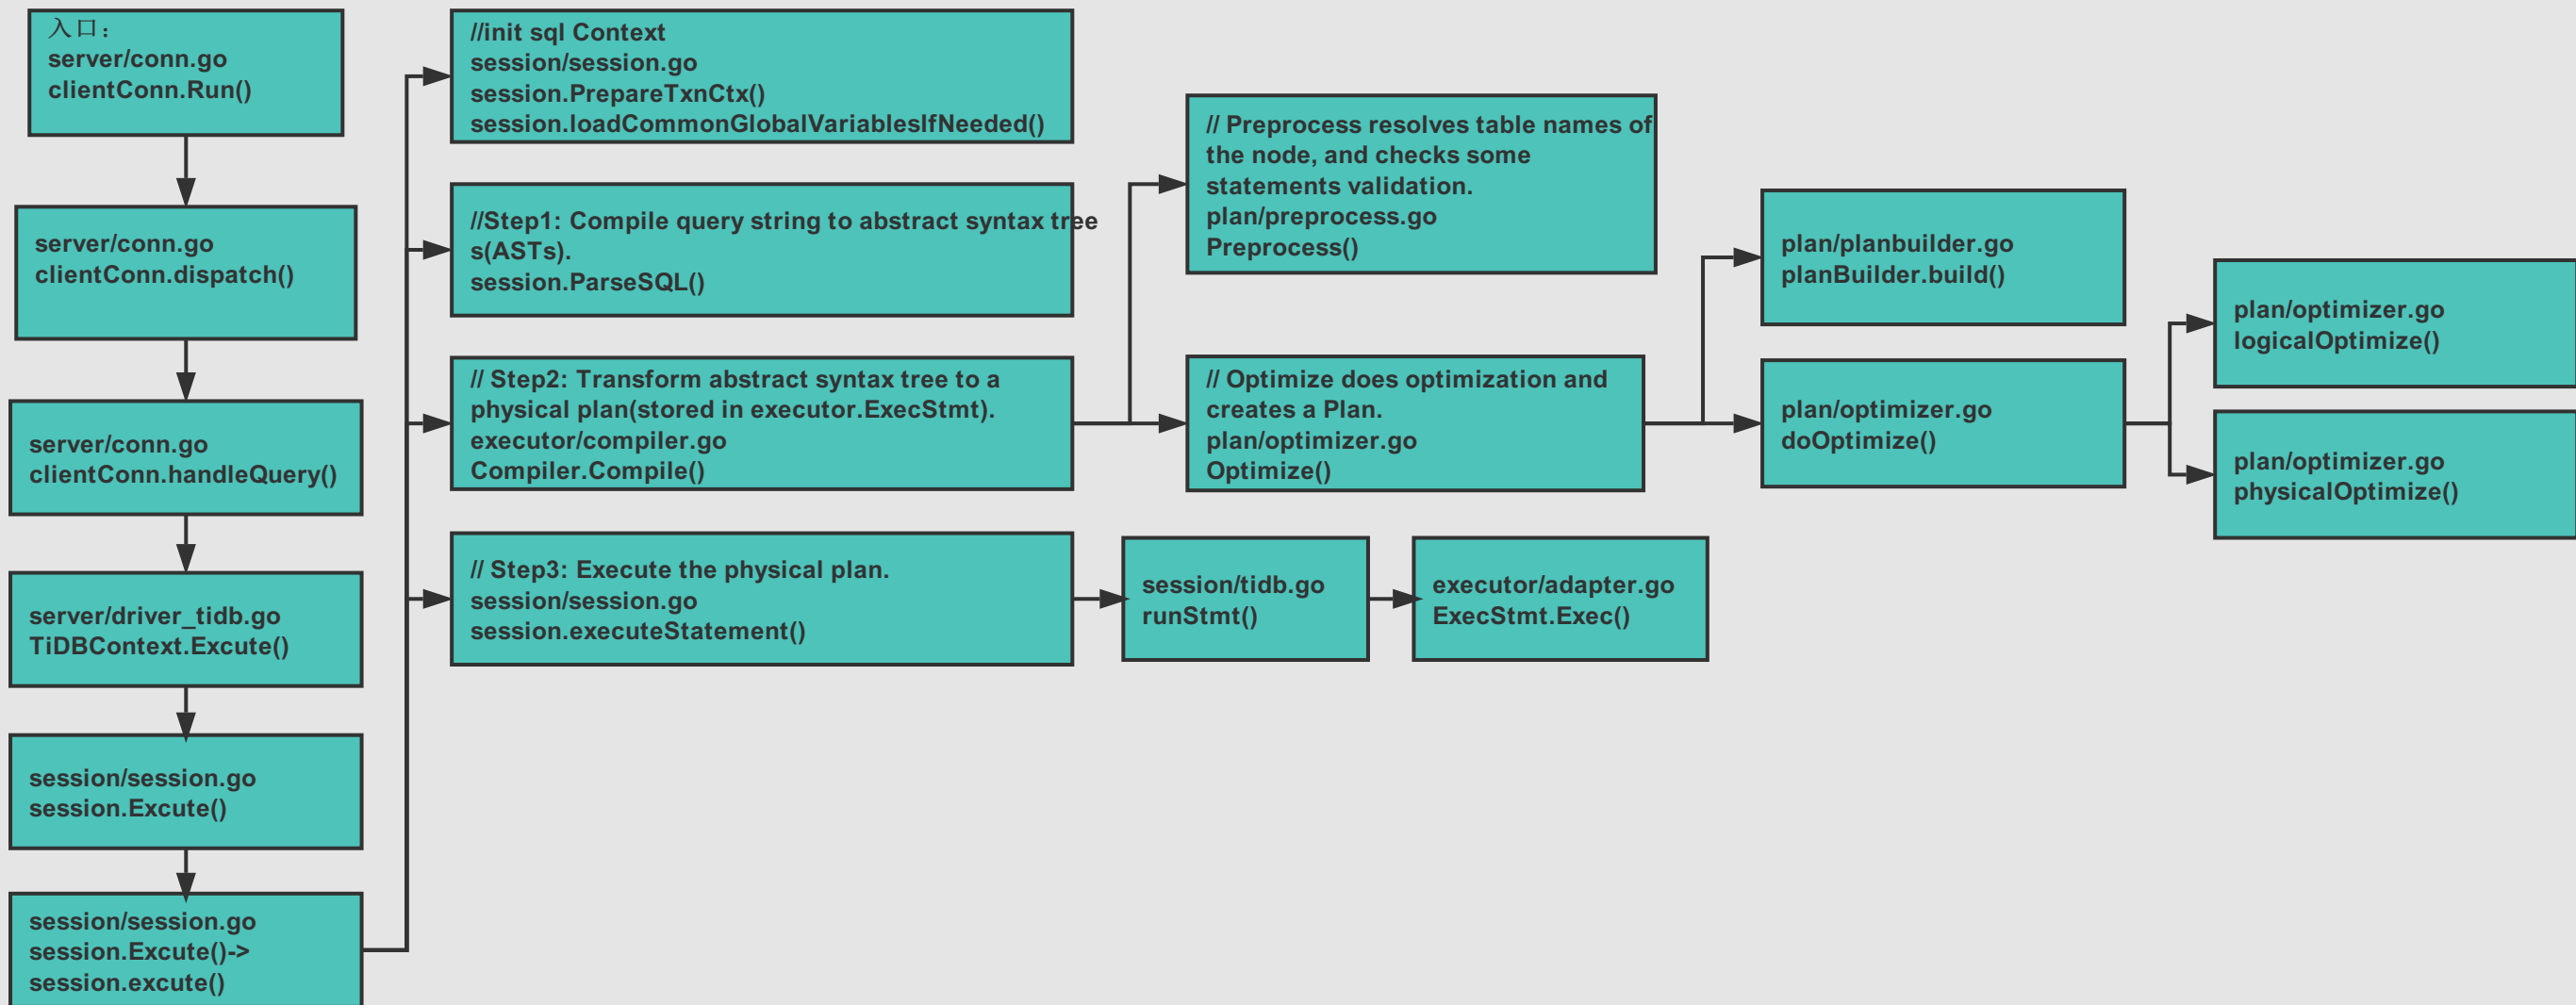 入口：
server/conn.go
clientConn.Run()
server/conn.go
clientConn.dispatch()
server/conn.go
clientConn.handleQuery()
server/driver_tidb.go
TiDBContext.Excute()
session/session.go
session.Excute()
session/session.go
session.Excute()->
session.excute()
//init sql Context
session/session.go
session.PrepareTxnCtx()
session.loadCommonGlobalVariablesIfNeeded()
//Step1: Compile query string to abstract syntax tree
s(ASTs).
session.ParseSQL()
// Step2: Transform abstract syntax tree to a
physical plan(stored in executor.ExecStmt).
executor/compiler.go
Compiler.Compile()
// Step3: Execute the physical plan.
session/session.go
session.executeStatement()
// Preprocess resolves table names of
the node, and checks some
statements validation.
plan/preprocess.go
Preprocess()
// Optimize does optimization and
creates a Plan.
plan/optimizer.go
Optimize()
session/tidb.go
runStmt()
executor/adapter.go
ExecStmt.Exec()
plan/planbuilder.go
planBuilder.build()
plan/optimizer.go
doOptimize()
plan/optimizer.go
logicalOptimize()
plan/optimizer.go
physicalOptimize()